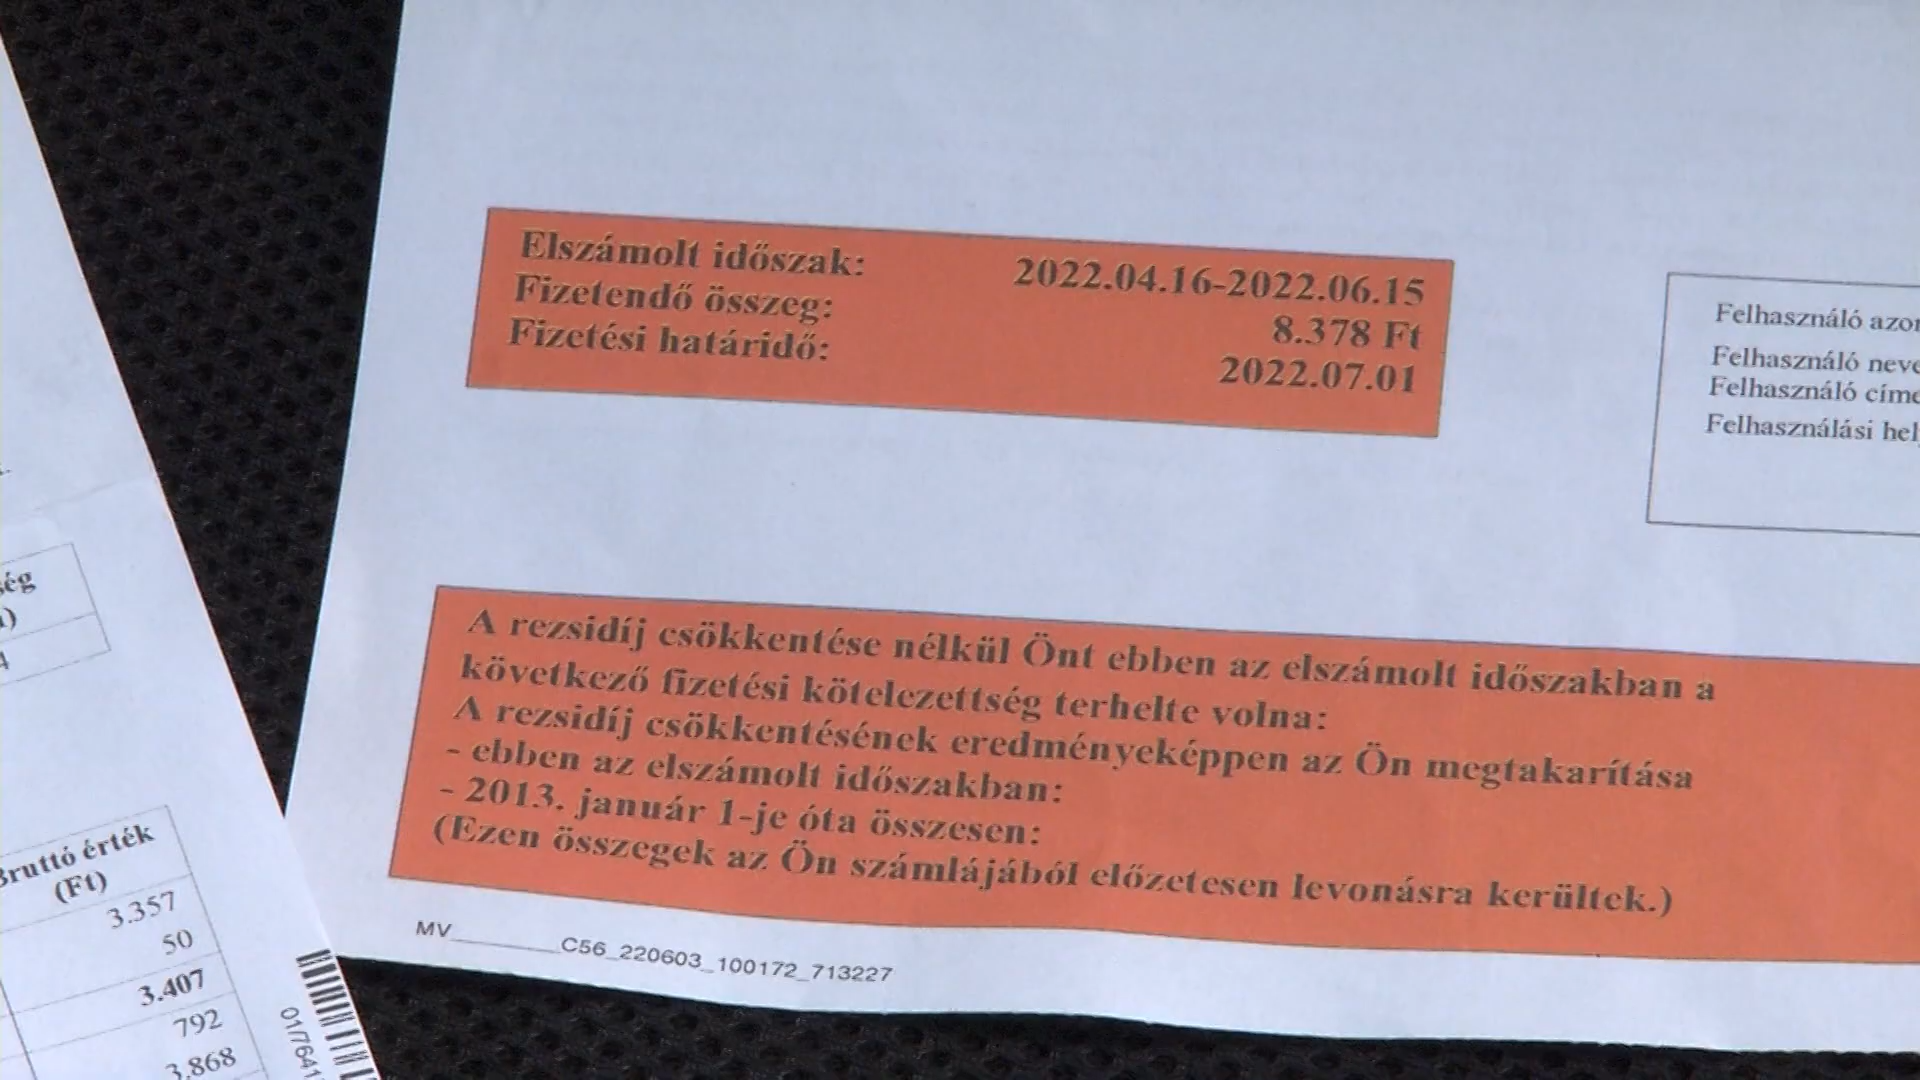 Elszámolt időszak: 2022.04.16-2022.06.15
Fizetendő összeg: 8.378 Ft
Fizetési határidő: 2022.07.01
Felhasználó
Felhasználó
Felhasználó
Felhasználási
A rezsidíj csökkentése nélkül Önt ebben az elszámolt időszakban a
következő fizetési kötelezettség terhelte volna:
A rezsidíj csökkentésének eredményeképpen az Ön megtakarítása
- ebben az elszámolt időszakban:
- 2013. január 1-je óta összesen:
(Ezen összegek az Ön számlájából előzetesen levonásra kerültek.)
MV________C56_220603_100172_713227
Bruttó érték
(Ft)
3.357
50
3.407
792
3.868